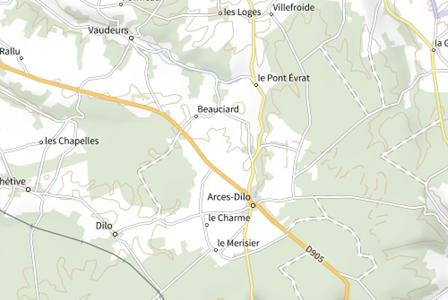 les Loges
Villefroide
Vaudeurs
Rallu
le Pont Évrat
Beauciard
les Chapelles
Arces-Dilo
le Charme
Dilo
le Merisier
D905